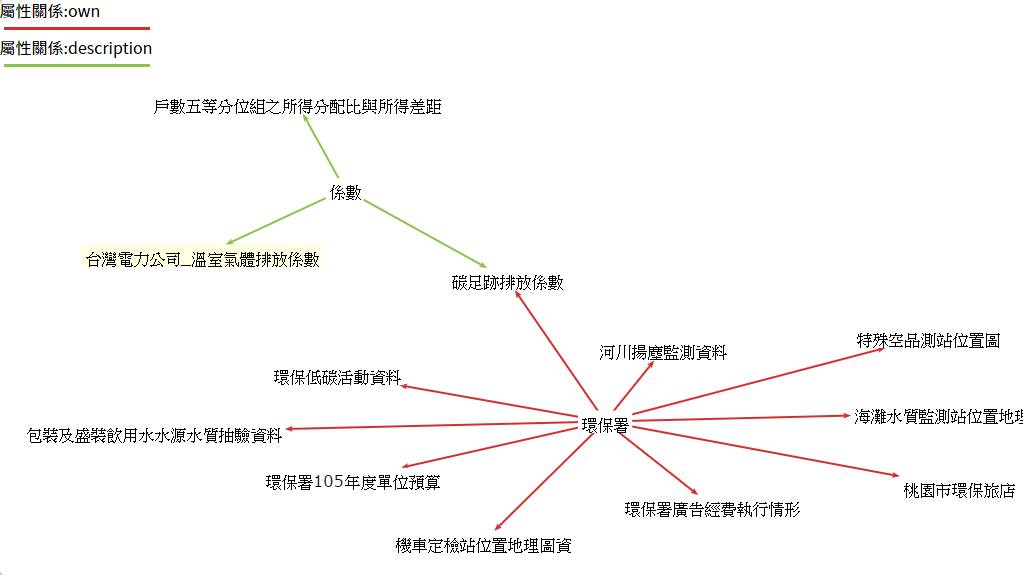 屬性關係:own
屬性關係:description
戶數五等分位組之所得分配比與所得差距
係數
台灣電力公司_溫室氣體排放係數
碳足跡排放係數
特殊空品測站位置圖
河川揚塵監測資料
環保低碳活動資料
海灘水質監測站位置地理
環保署
包裝及盛裝飲用水水源水質抽驗資料
環保署105年度單位預算
桃園市環保旅店
環保署廣告經費執行情形
機車定檢站位置地理圖資